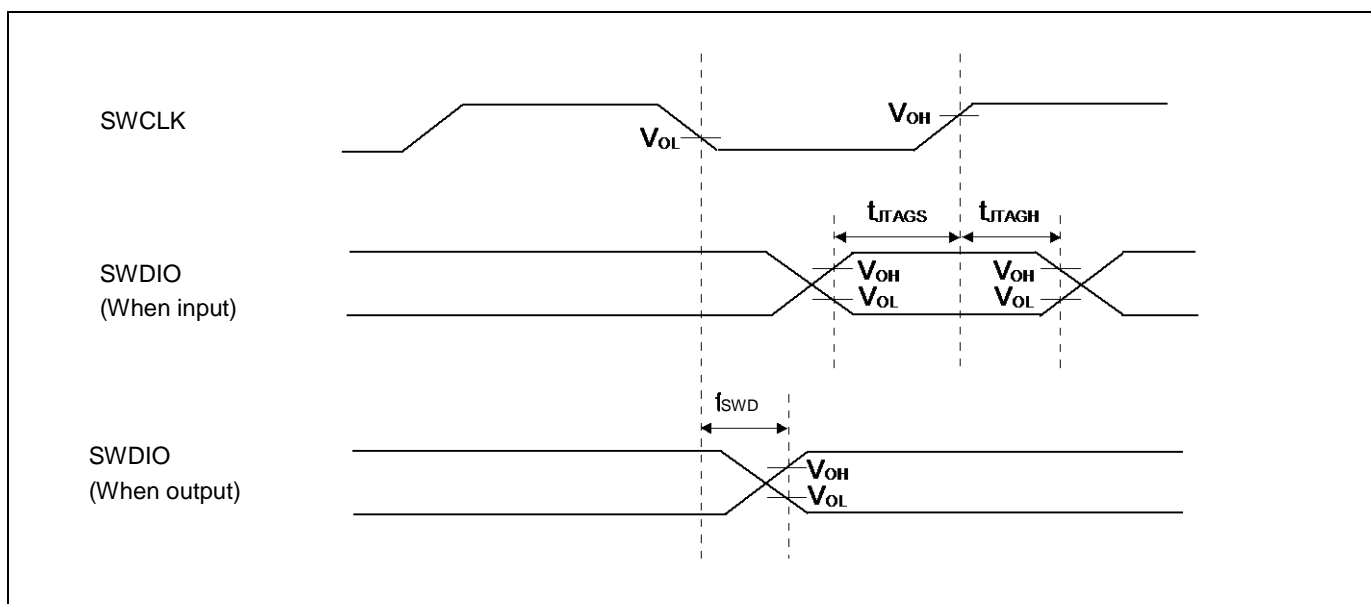 SWCLK
VOL
VOH
tJTAGS
tJTAGH
SWDIO
(When input)
VOH
VOL
VOH
VOL
tSWD
SWDIO
(When output)
VOH
VOL